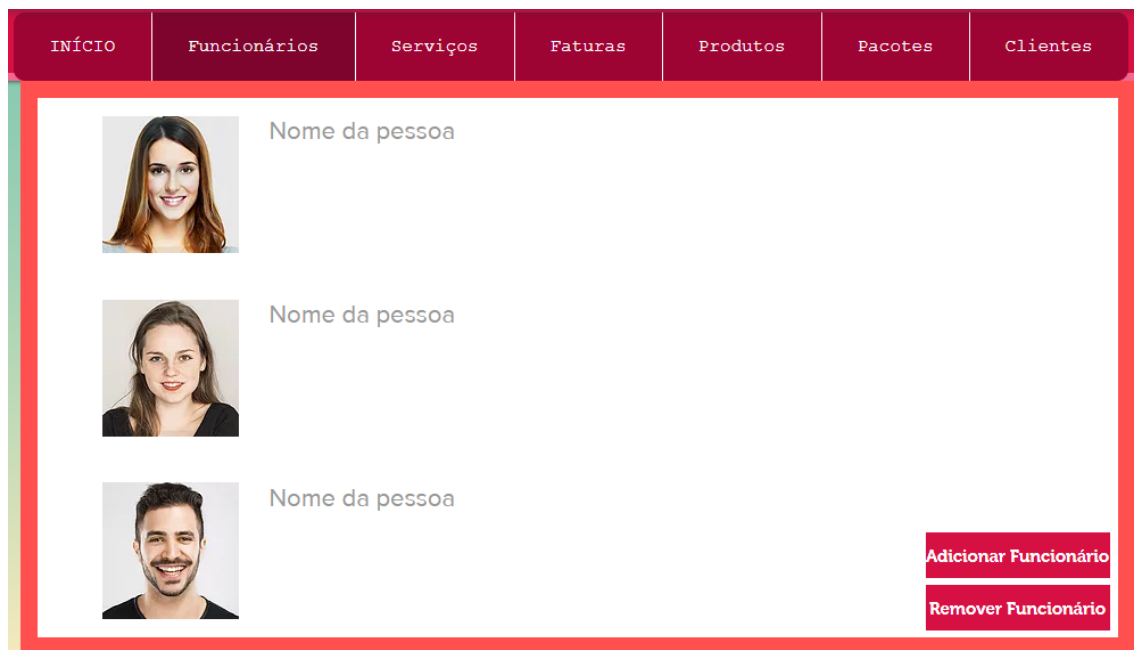 INÍCIO Funcionários Serviços Faturas Produtos Pacotes Clientes
Nome da pessoa
Nome da pessoa
Nome da pessoa
Adicionar Funcionário
Remover Funcionário